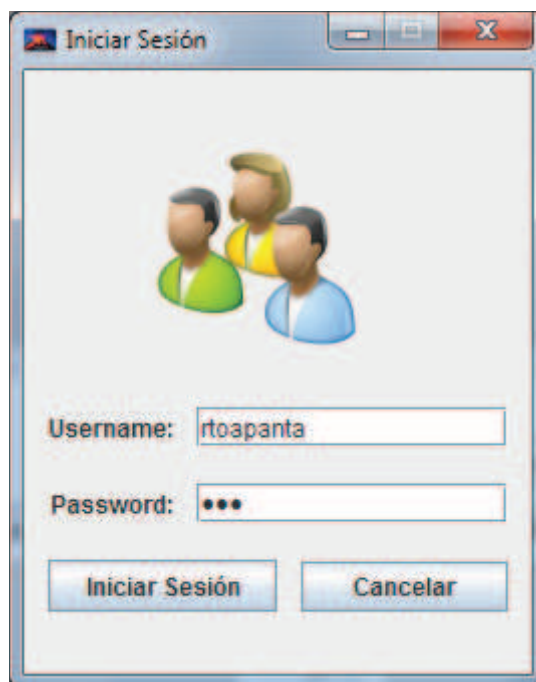 Iniciar Sesión
Username: rtoapanta
Password: •••
Iniciar Sesión Cancelar